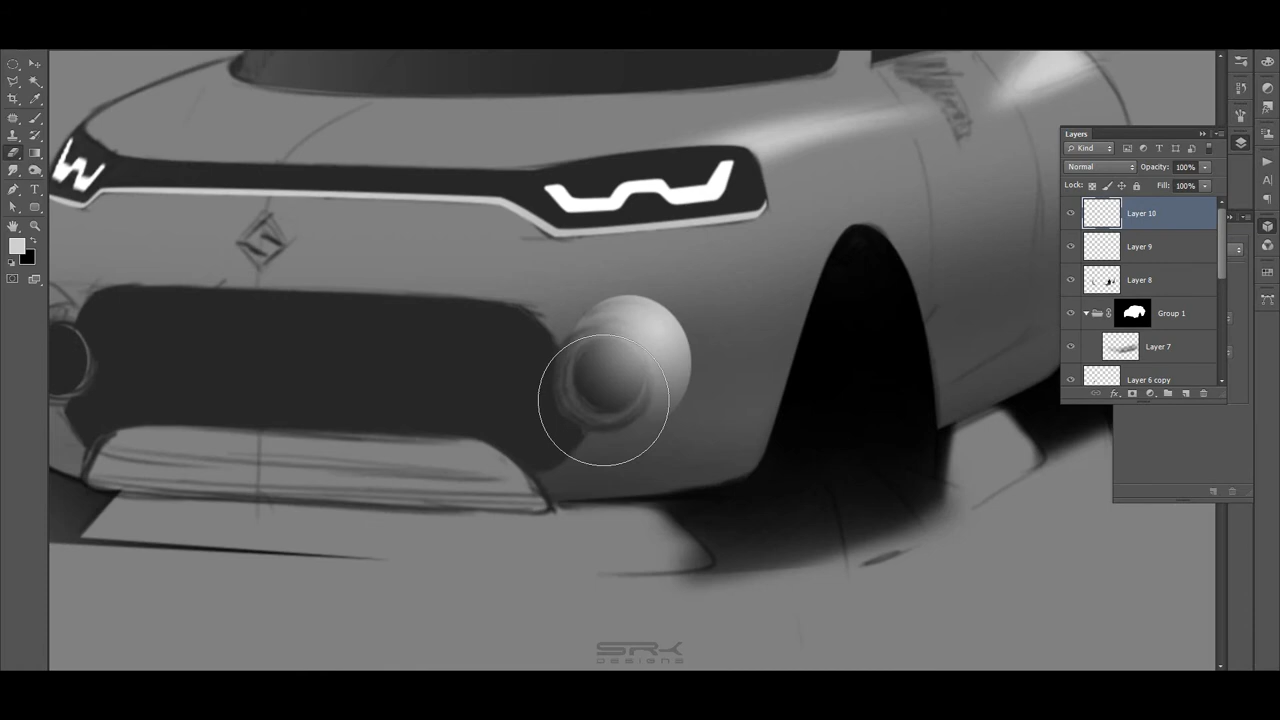 Layers
Kind
Normal
Opacity: 100%
Lock:
Fill: 100%
Layer 10
Layer 9
Layer 8
Group 1
Layer 7
Layer 6 copy
fx
SRK
DESIGNS